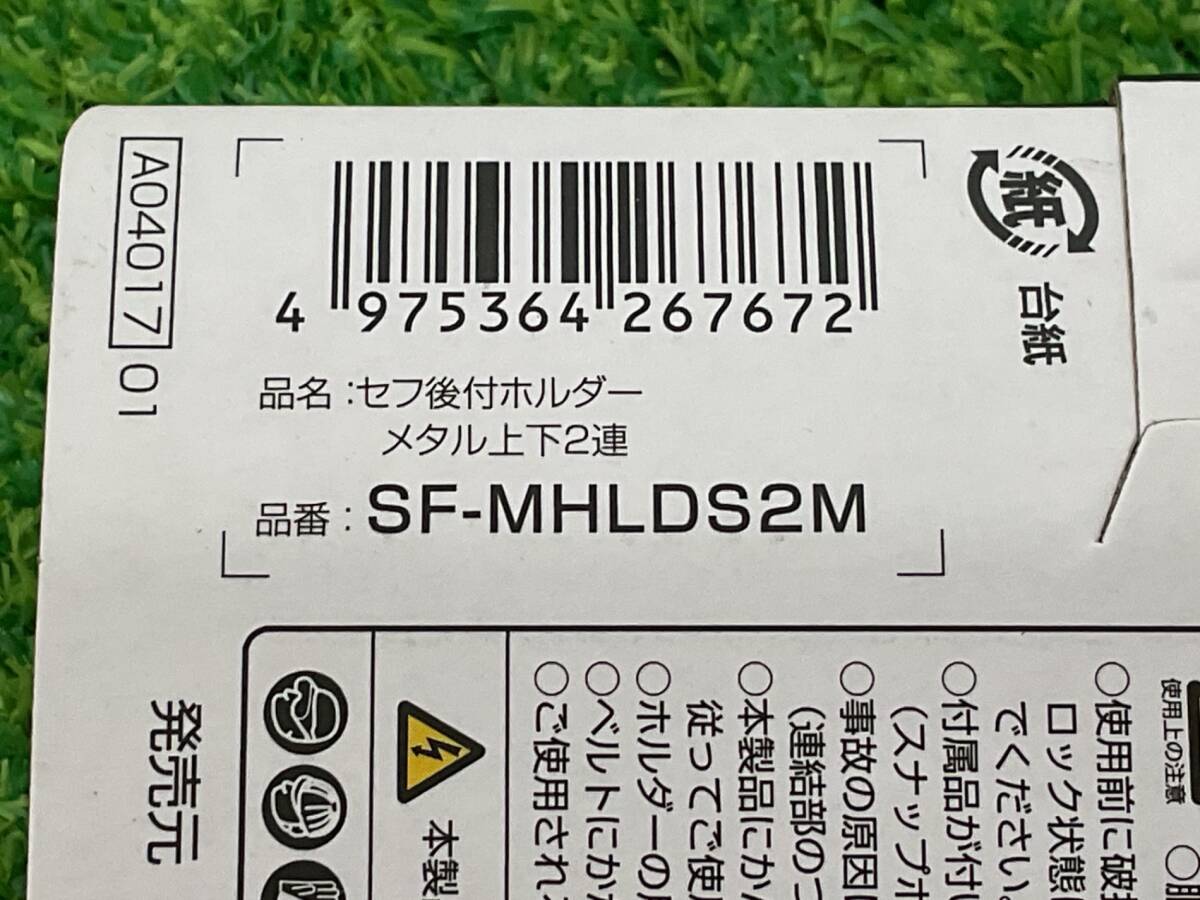 A04017 01
4 975364 267672
品名:セフ後付ホルダー
メタル上下2連
品番:SF-MHLDS2M
紙
台紙
発売元
本製
使用上の注意
○使用前に破
ロック状態
でください。
○付属品が付
(スナップ
○事故の原因
(連結部の
○本製品にか
従ってご使
○ホルダーの
○ベルトにか
○ご使用され